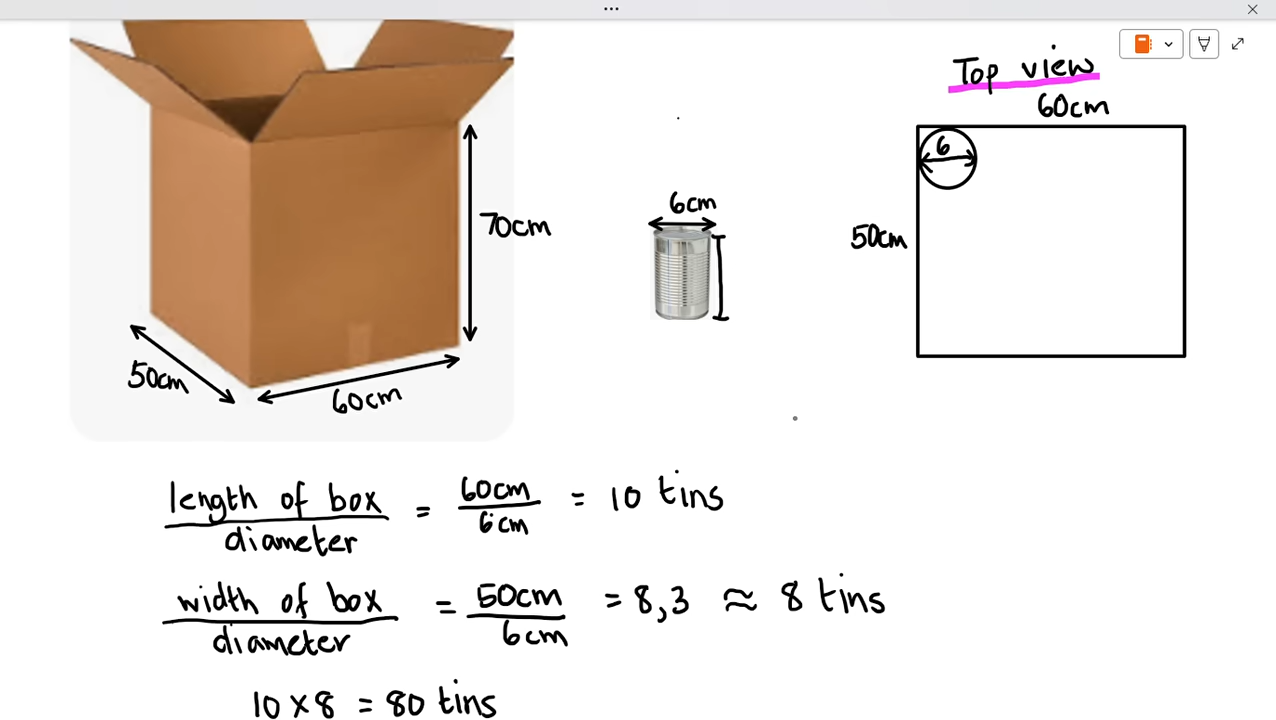 Top view
60cm
6
50cm
6cm
70cm
50cm
60cm
length of box / diameter = 60cm / 6cm = 10 tins
width of box / diameter = 50cm / 6cm = 8,3 ≈ 8 tins
10 × 8 = 80 tins